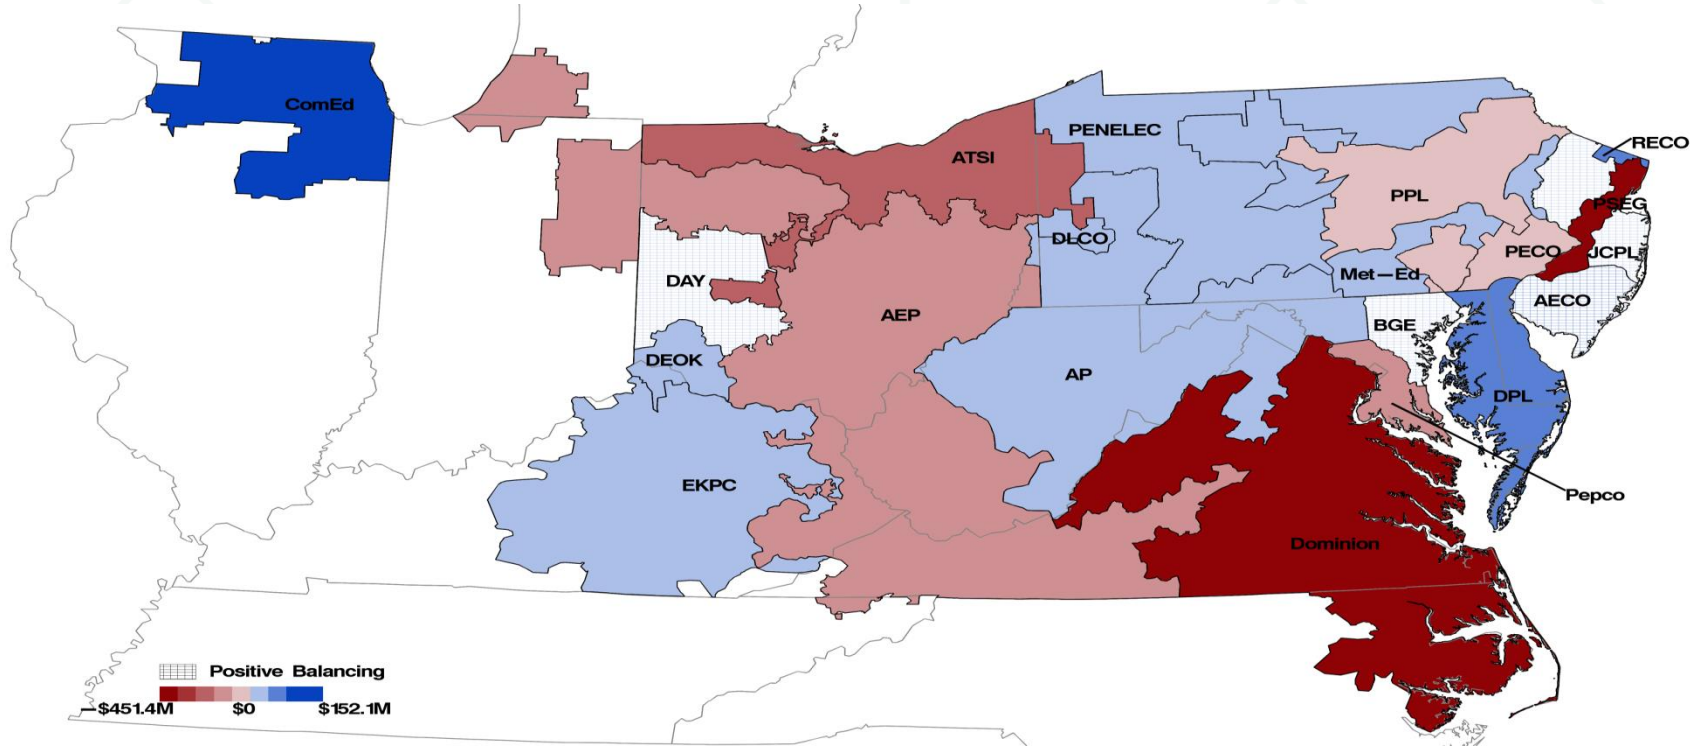 ComEd
PENELEC
RECO
ATSI
PPL
PSEG
DLCO
PECO
JCPL
Met-Ed
DAY
AECO
AEP
BGE
DEOK
AP
DPL
EKPC
Pepco
Dominion
Positive Balancing
-$451.4M $0 $152.1M